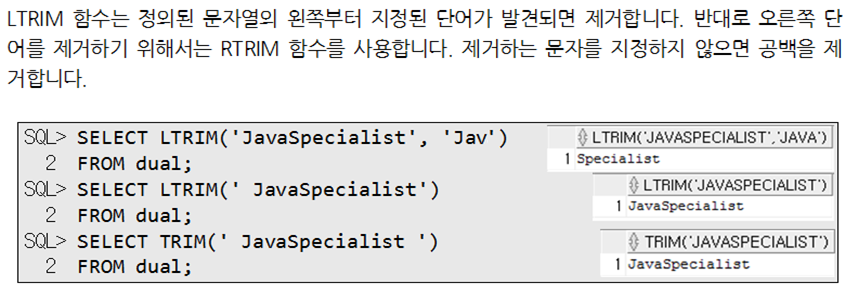 LTRIM 함수는 정의된 문자열의 왼쪽부터 지정된 단어가 발견되면 제거합니다. 반대로 오른쪽 단
어를 제거하기 위해서는 RTRIM 함수를 사용합니다. 제거하는 문자를 지정하지 않으면 공백을 제
거합니다.
SQL> SELECT LTRIM('JavaSpecialist', 'Jav')
2 FROM dual;
LTRIM('JAVASPECIALIST','JAVA')
1 Specialist
SQL> SELECT LTRIM(' JavaSpecialist')
2 FROM dual;
LTRIM('JAVASPECIALIST')
1 JavaSpecialist
SQL> SELECT TRIM(' JavaSpecialist ')
2 FROM dual;
TRIM('JAVASPECIALIST')
1 JavaSpecialist